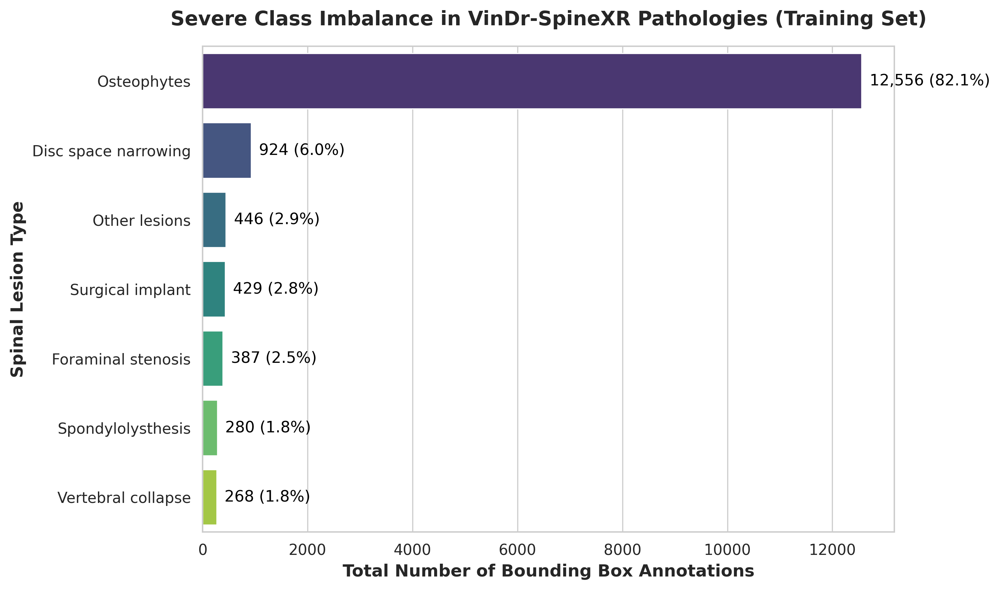 Severe Class Imbalance in VinDr-SpineXR Pathologies (Training Set)
Spinal Lesion Type
Osteophytes 12,556 (82.1%)
Disc space narrowing 924 (6.0%)
Other lesions 446 (2.9%)
Surgical implant 429 (2.8%)
Foraminal stenosis 387 (2.5%)
Spondylolysthesis 280 (1.8%)
Vertebral collapse 268 (1.8%)
0 2000 4000 6000 8000 10000 12000
Total Number of Bounding Box Annotations